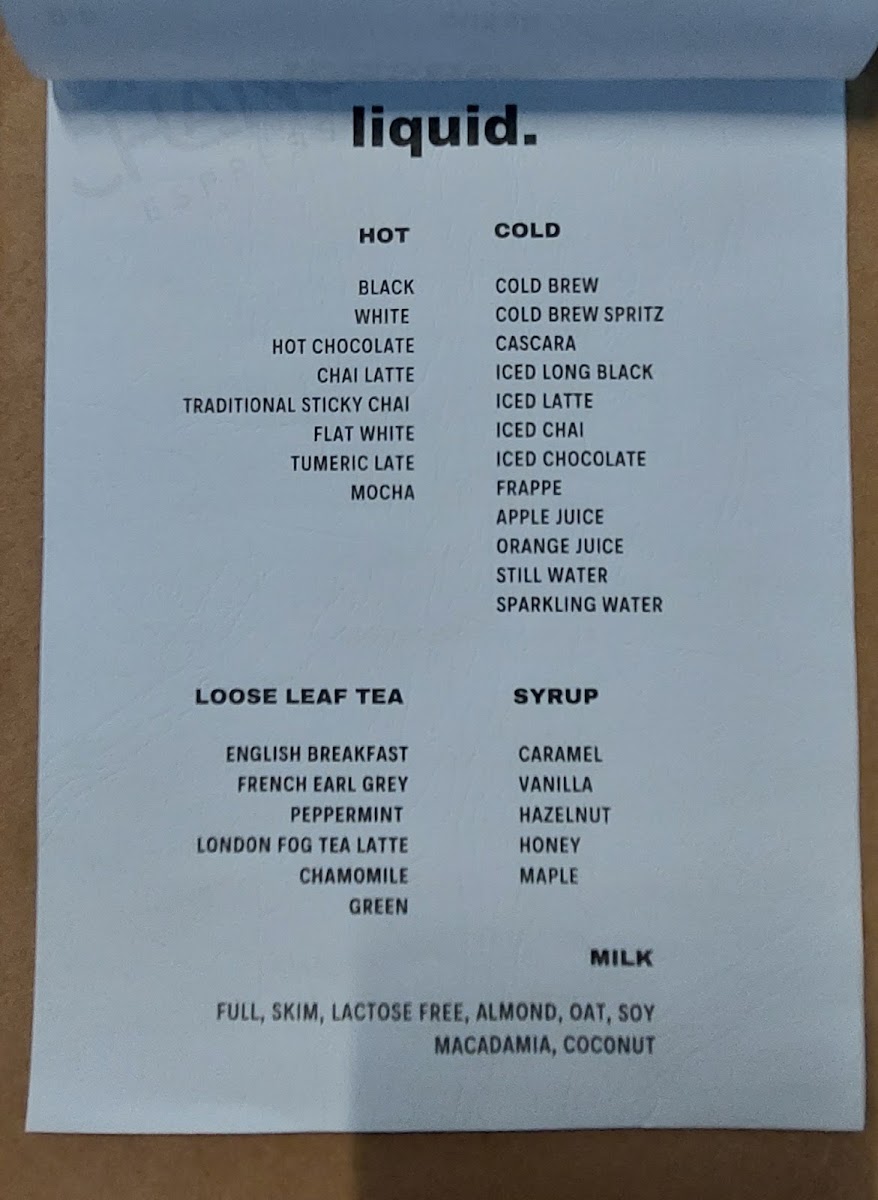 liquid.
HOT
BLACK
WHITE
HOT CHOCOLATE
CHAI LATTE
TRADITIONAL STICKY CHAI
FLAT WHITE
TUMERIC LATE
MOCHA
COLD
COLD BREW
COLD BREW SPRITZ
CASCARA
ICED LONG BLACK
ICED LATTE
ICED CHAI
ICED CHOCOLATE
FRAPPE
APPLE JUICE
ORANGE JUICE
STILL WATER
SPARKLING WATER
LOOSE LEAF TEA
ENGLISH BREAKFAST
FRENCH EARL GREY
PEPPERMINT
LONDON FOG TEA LATTE
CHAMOMILE
GREEN
SYRUP
CARAMEL
VANILLA
HAZELNUT
HONEY
MAPLE
MILK
FULL, SKIM, LACTOSE FREE, ALMOND, OAT, SOY
MACADAMIA, COCONUT